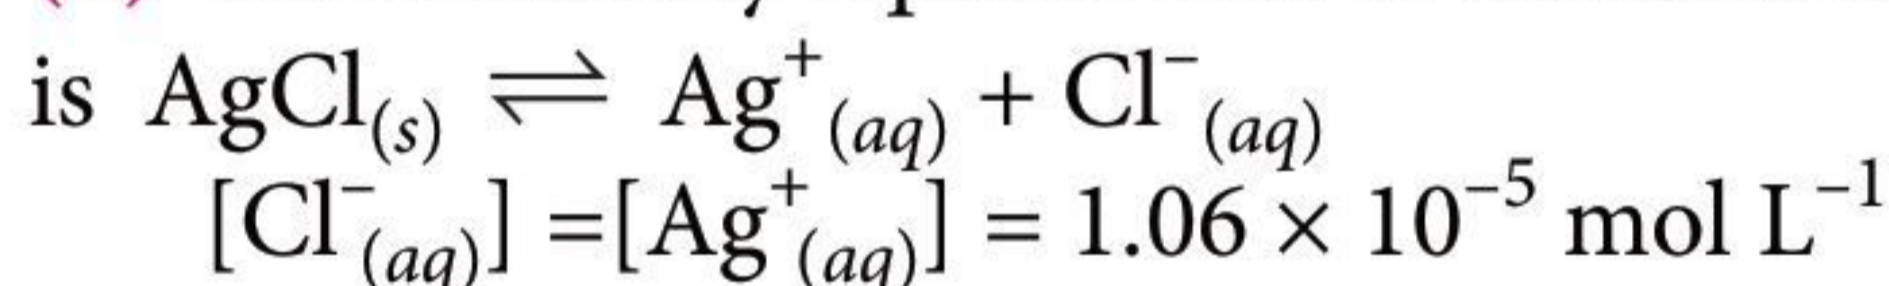 is AgCl(s) ⇌ Ag⁺(aq) + Cl⁻(aq)
[Cl⁻(aq)] =[Ag⁺(aq)] = 1.06 × 10⁻⁵ mol L⁻¹